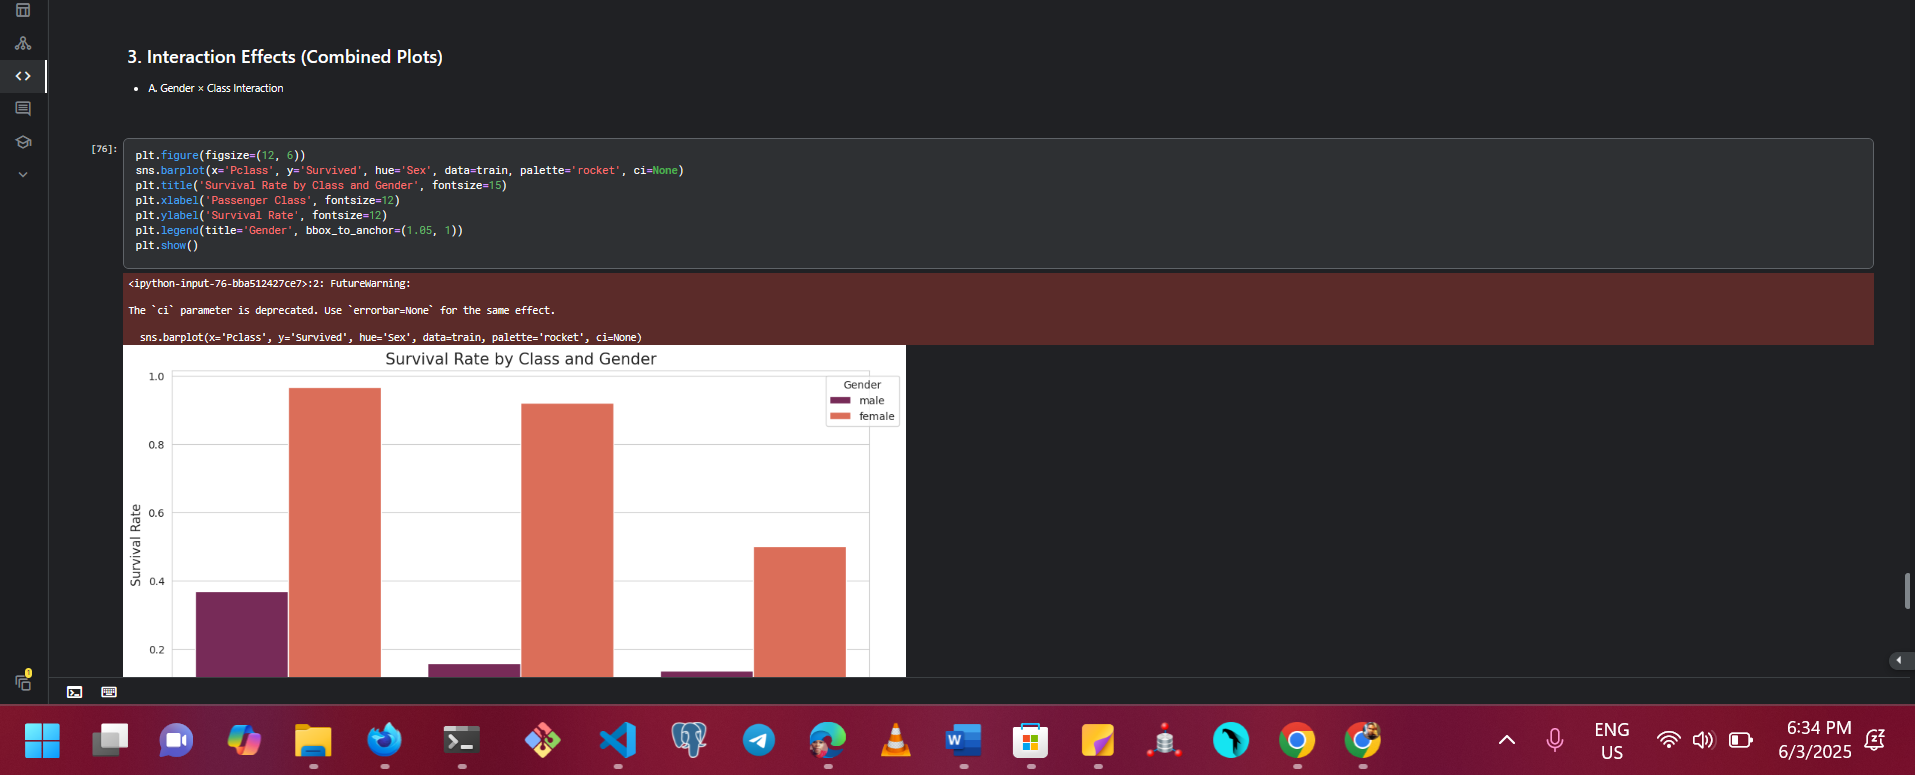 3. Interaction Effects (Combined Plots)
A. Gender × Class Interaction
[76]:
plt.figure(figsize=(12, 6))
sns.barplot(x='Pclass', y='Survived', hue='Sex', data=train, palette='rocket', ci=None)
plt.title('Survival Rate by Class and Gender', fontsize=15)
plt.xlabel('Passenger Class', fontsize=12)
plt.ylabel('Survival Rate', fontsize=12)
plt.legend(title='Gender', bbox_to_anchor=(1.05, 1))
plt.show()
<ipython-input-76-bba512427ce7>:2: FutureWarning:
The `ci` parameter is deprecated. Use `errorbar=None` for the same effect.
sns.barplot(x='Pclass', y='Survived', hue='Sex', data=train, palette='rocket', ci=None)
Survival Rate by Class and Gender
1.0
0.8
0.6
0.4
0.2
Survival Rate
Gender
male
female
ENG
US
6:34 PM
6/3/2025